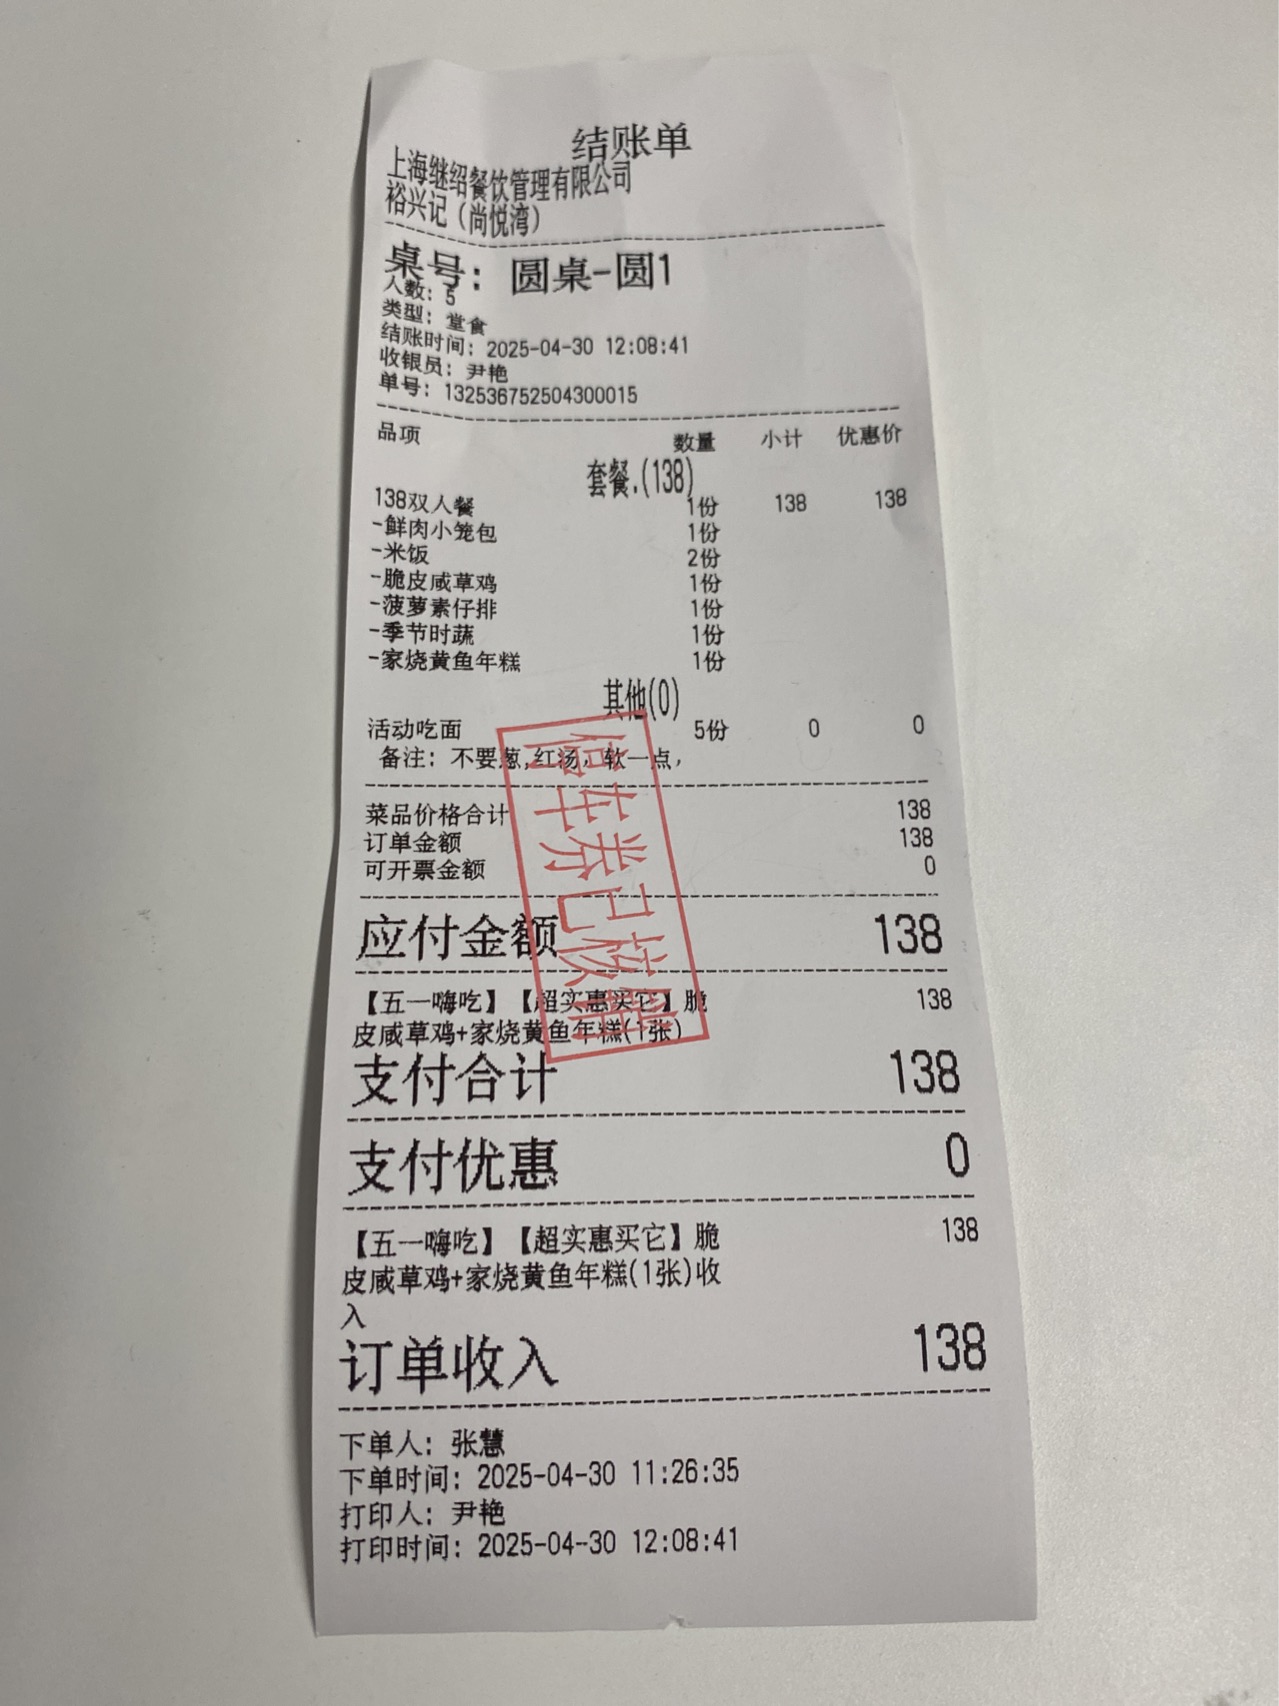 结账单
上海继绍餐饮管理有限公司
裕兴记（尚悦湾）
桌号：圆桌-圆1
人数：5
类型：堂食
结账时间：2025-04-30 12:08:41
收银员：尹艳
单号：132536752504300015
品项 数量 小计 优惠价
套餐.(138)
138双人餐 1份 138 138
-鲜肉小笼包 1份
-米饭 2份
-脆皮咸草鸡 1份
-菠萝素仔排 1份
-季节时蔬 1份
-家烧黄鱼年糕 1份
其他(0)
活动吃面 5份 0 0
备注：不要葱,红汤，软一点，
菜品价格合计 138
订单金额 138
可开票金额 0
应付金额 138
【五一嗨吃】【超实惠买它】脆 138
皮咸草鸡+家烧黄鱼年糕(1张)
支付合计 138
支付优惠 0
【五一嗨吃】【超实惠买它】脆 138
皮咸草鸡+家烧黄鱼年糕(1张)收
入
订单收入 138
下单人：张慧
下单时间：2025-04-30 11:26:35
打印人：尹艳
打印时间：2025-04-30 12:08:41
停车券已核销